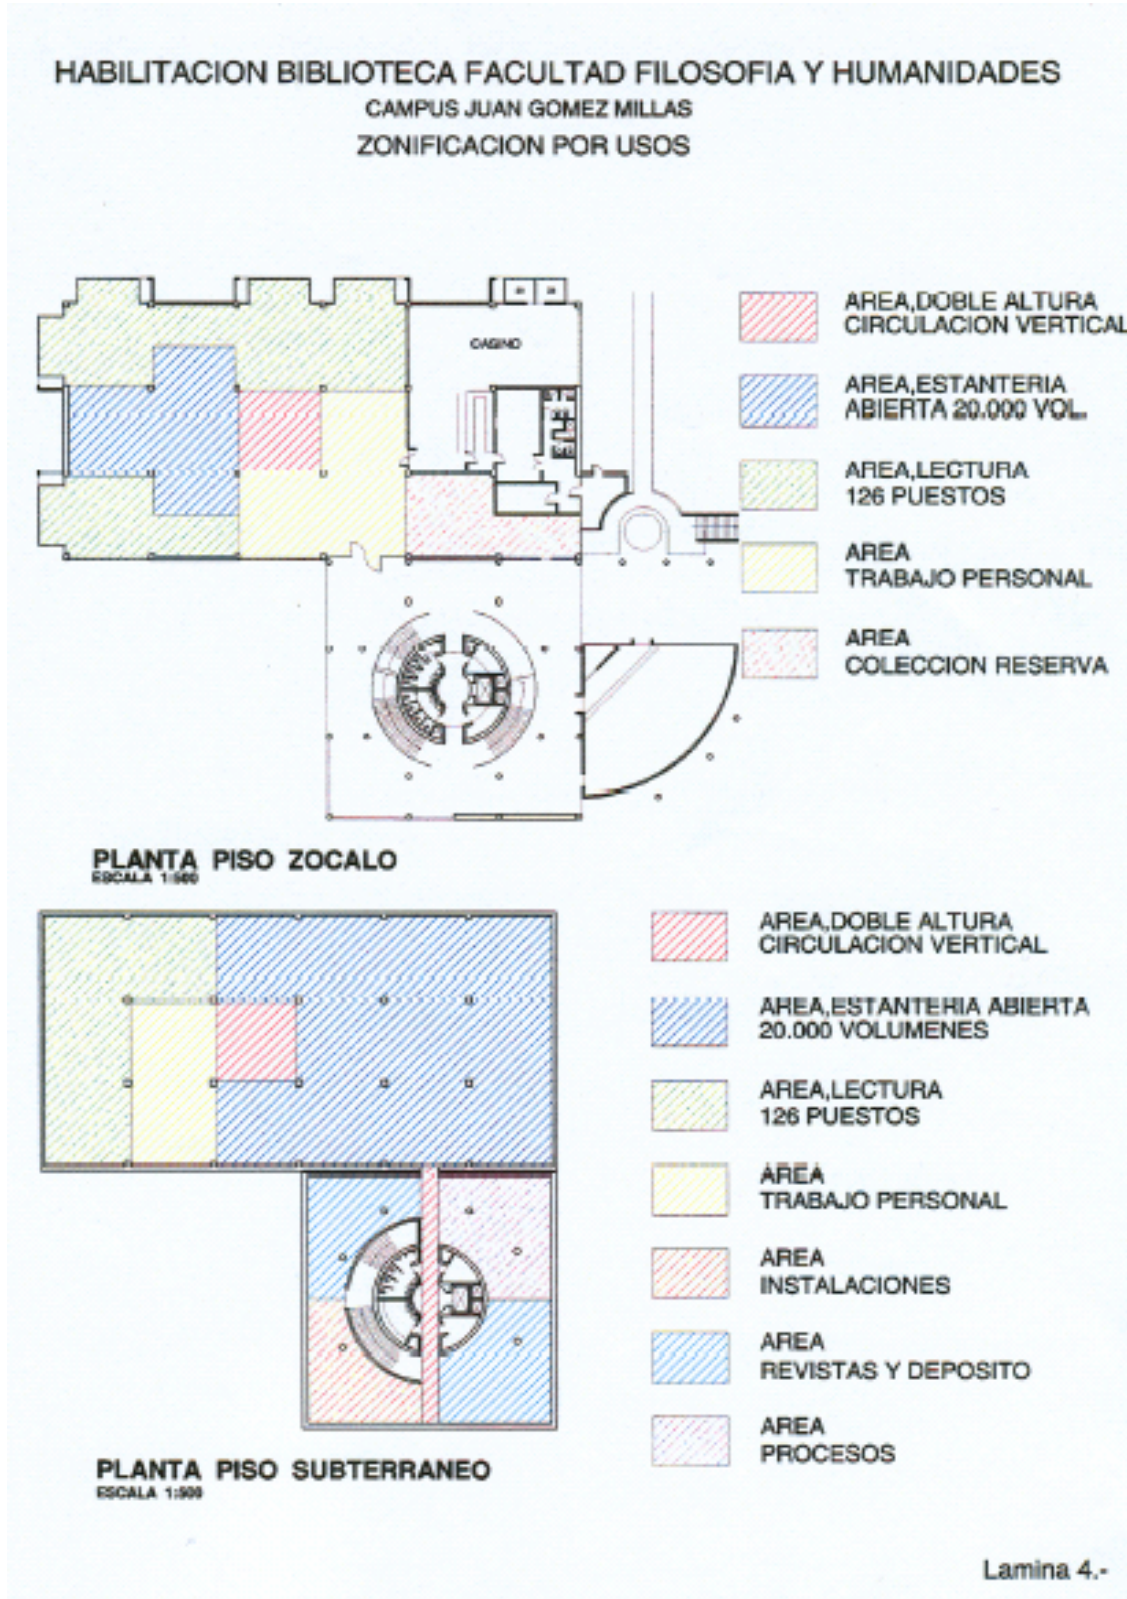 HABILITACION BIBLIOTECA FACULTAD FILOSOFIA Y HUMANIDADES
CAMPUS JUAN GOMEZ MILLAS
ZONIFICACION POR USOS
CASINO
AREA,DOBLE ALTURA
CIRCULACION VERTICAL
AREA,ESTANTERIA
ABIERTA 20.000 VOL.
AREA,LECTURA
126 PUESTOS
AREA
TRABAJO PERSONAL
AREA
COLECCION RESERVA
PLANTA PISO ZOCALO
ESCALA 1:500
AREA,DOBLE ALTURA
CIRCULACION VERTICAL
AREA,ESTANTERIA ABIERTA
20.000 VOLUMENES
AREA,LECTURA
126 PUESTOS
AREA
TRABAJO PERSONAL
AREA
INSTALACIONES
AREA
REVISTAS Y DEPOSITO
AREA
PROCESOS
PLANTA PISO SUBTERRANEO
ESCALA 1:500
Lamina 4.-